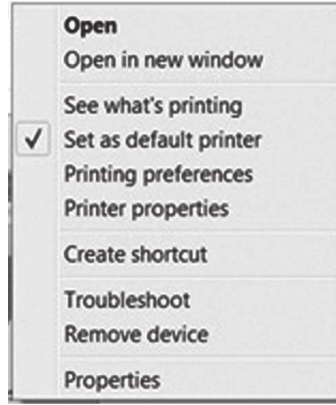 Open
Open in new window
See what's printing
Set as default printer
Printing preferences
Printer properties
Create shortcut
Troubleshoot
Remove device
Properties